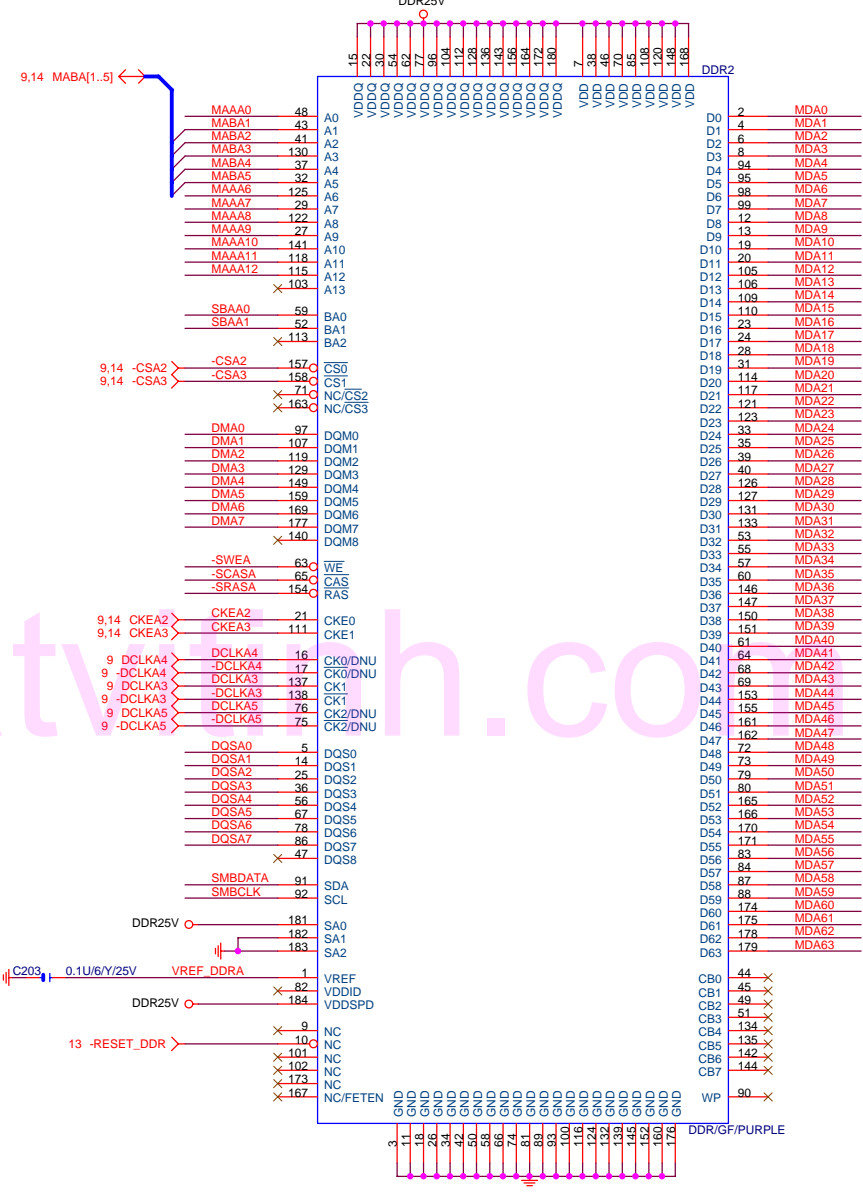 DDR25V
15 22 30 54 62 77 96 104 112 128 136 143 156 164 172 180 7 38 46 70 85 108 120 148 168
DDR2
VDDQ VDDQ VDDQ VDDQ VDDQ VDDQ VDDQ VDDQ VDDQ VDDQ VDDQ VDDQ VDDQ VDDQ VDDQ VDDQ VDD VDD VDD VDD VDD VDD VDD VDD VDD
9,14 MABA[1..5]
MAAA0 48 A0
MABA1 43 A1
MABA2 41 A2
MABA3 130 A3
MABA4 37 A4
MABA5 32 A5
MAAA6 125 A6
MAAA7 29 A7
MAAA8 122 A8
MAAA9 27 A9
MAAA10 141 A10
MAAA11 118 A11
MAAA12 115 A12
103 A13
SBAA0 59 BA0
SBAA1 52 BA1
113 BA2
9,14 -CSA2 -CSA2 157 CS0
9,14 -CSA3 -CSA3 158 CS1
71 NC/CS2
163 NC/CS3
DMA0 97 DQM0
DMA1 107 DQM1
DMA2 119 DQM2
DMA3 129 DQM3
DMA4 149 DQM4
DMA5 159 DQM5
DMA6 169 DQM6
DMA7 177 DQM7
140 DQM8
-SWEA 63 WE
-SCASA 65 CAS
-SRASA 154 RAS
9,14 CKEA2 CKEA2 21 CKE0
9,14 CKEA3 CKEA3 111 CKE1
9 DCLKA4 DCLKA4 16 CK0/DNU
9 -DCLKA4 -DCLKA4 17 CK0/DNU
9 DCLKA3 DCLKA3 137 CK1
9 -DCLKA3 -DCLKA3 138 CK1
9 DCLKA5 DCLKA5 76 CK2/DNU
9 -DCLKA5 -DCLKA5 75 CK2/DNU
DQSA0 5 DQS0
DQSA1 14 DQS1
DQSA2 25 DQS2
DQSA3 36 DQS3
DQSA4 56 DQS4
DQSA5 67 DQS5
DQSA6 78 DQS6
DQSA7 86 DQS7
47 DQS8
SMBDATA 91 SDA
SMBCLK 92 SCL
DDR25V 181 SA0
182 SA1
183 SA2
C203 0.1U/6/Y/25V VREF_DDRA 1 VREF
82 VDDID
DDR25V 184 VDDSPD
9 NC
13 -RESET_DDR 10 NC
101 NC
102 NC
173 NC
167 NC/FETEN
D0 2 MDA0
D1 4 MDA1
D2 6 MDA2
D3 8 MDA3
D4 94 MDA4
D5 95 MDA5
D6 98 MDA6
D7 99 MDA7
D8 12 MDA8
D9 13 MDA9
D10 19 MDA10
D11 20 MDA11
D12 105 MDA12
D13 106 MDA13
D14 109 MDA14
D15 110 MDA15
D16 23 MDA16
D17 24 MDA17
D18 28 MDA18
D19 31 MDA19
D20 114 MDA20
D21 117 MDA21
D22 121 MDA22
D23 123 MDA23
D24 33 MDA24
D25 35 MDA25
D26 39 MDA26
D27 40 MDA27
D28 126 MDA28
D29 127 MDA29
D30 131 MDA30
D31 133 MDA31
D32 53 MDA32
D33 55 MDA33
D34 57 MDA34
D35 60 MDA35
D36 146 MDA36
D37 147 MDA37
D38 150 MDA38
D39 151 MDA39
D40 61 MDA40
D41 64 MDA41
D42 68 MDA42
D43 69 MDA43
D44 153 MDA44
D45 155 MDA45
D46 161 MDA46
D47 162 MDA47
D48 72 MDA48
D49 73 MDA49
D50 79 MDA50
D51 80 MDA51
D52 165 MDA52
D53 166 MDA53
D54 170 MDA54
D55 171 MDA55
D56 83 MDA56
D57 84 MDA57
D58 87 MDA58
D59 88 MDA59
D60 174 MDA60
D61 175 MDA61
D62 178 MDA62
D63 179 MDA63
CB0 44
CB1 45
CB2 49
CB3 51
CB4 134
CB5 135
CB6 142
CB7 144
WP 90
GND GND GND GND GND GND GND GND GND GND GND GND GND GND GND GND GND GND GND GND GND GND
DDR/GF/PURPLE
3 11 18 26 34 42 50 58 66 74 81 89 93 100 116 124 132 139 145 152 160 176
tvitinh.com